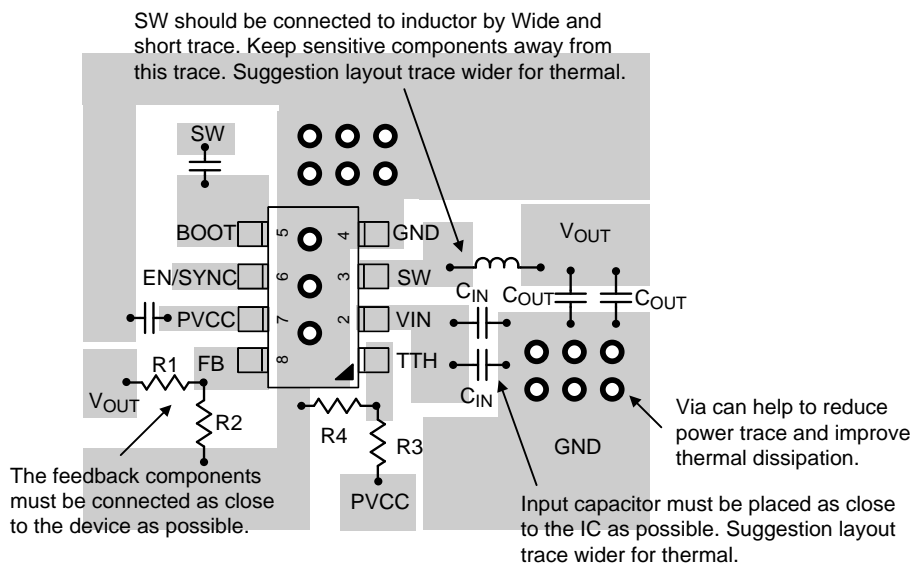 SW should be connected to inductor by Wide and
short trace. Keep sensitive components away from
this trace. Suggestion layout trace wider for thermal.
SW
BOOT
5
4
GND
VOUT
EN/SYNC
6
3
SW
CIN
COUT
COUT
PVCC
7
2
VIN
FB
8
TTH
R1
VOUT
CIN
R2
R4
R3
GND
PVCC
Via can help to reduce
power trace and improve
thermal dissipation.
The feedback components
must be connected as close
to the device as possible.
Input capacitor must be placed as close
to the IC as possible. Suggestion layout
trace wider for thermal.